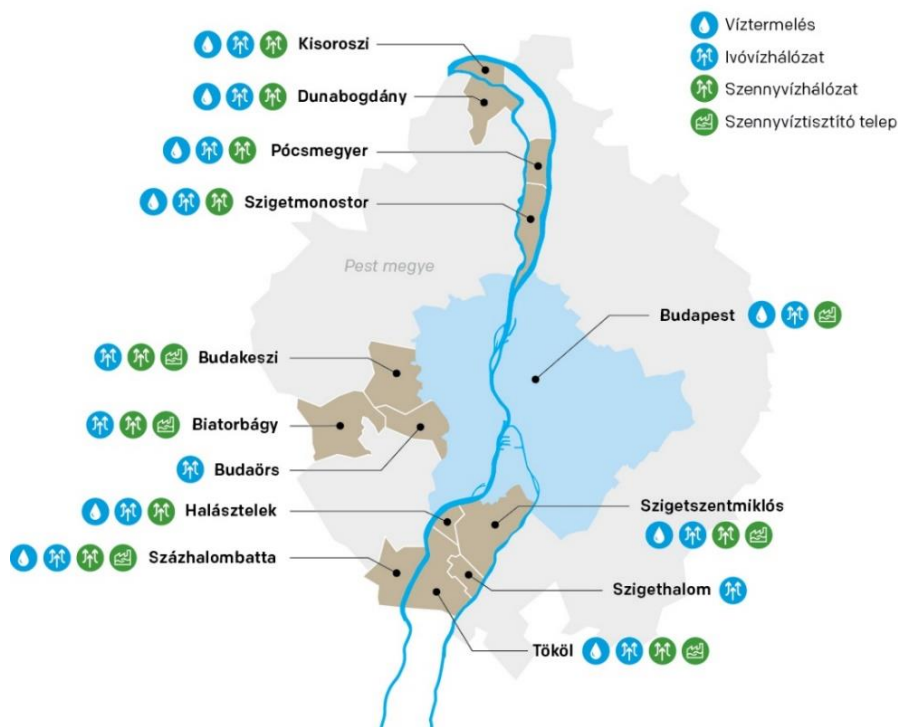 Víztermelés
Ivóvízhálózat
Szennyvízhálózat
Szennyvíztisztító telep
Kisoroszi
Dunabogdány
Pócsmegyer
Szigetmonostor
Pest megye
Budapest
Budakeszi
Biatorbágy
Budaörs
Halásztelek
Szigetszentmiklós
Százhalombatta
Szigethalom
Tököl